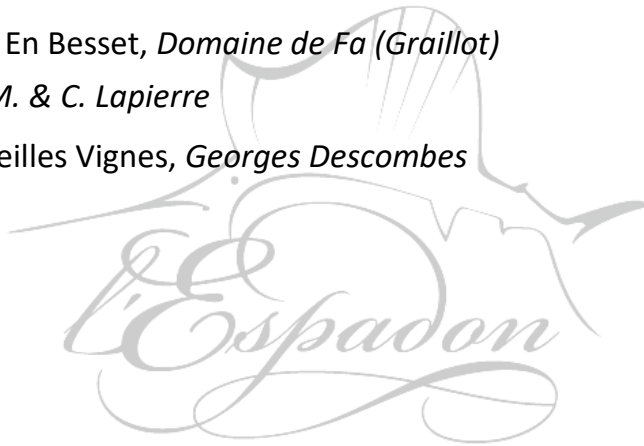 En Besset, Domaine de Fa (Graillot)
M. & C. Lapierre
eilles Vignes, Georges Descombes
l'Espadon